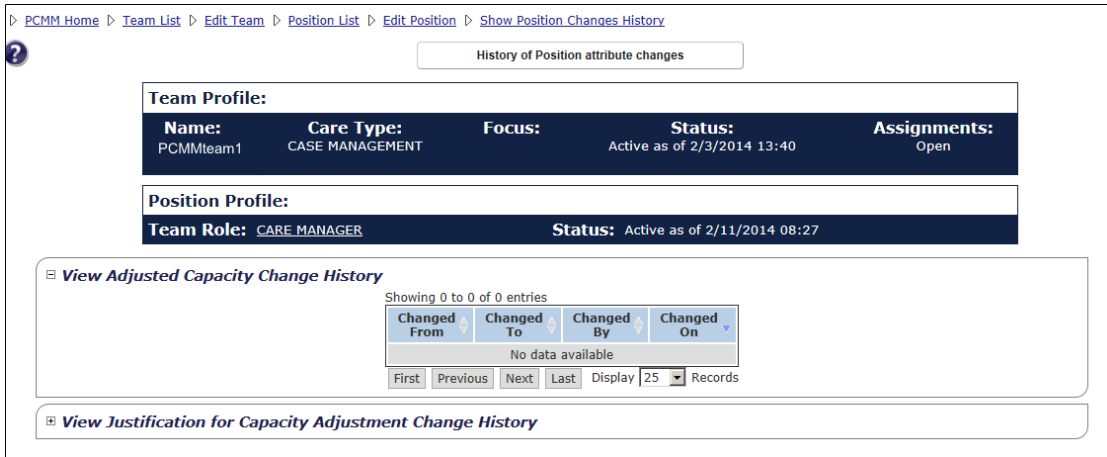 PCMM Home Team List Edit Team Position List Edit Position Show Position Changes History
?
History of Position attribute changes
Team Profile:
Name: Care Type: Focus: Status: Assignments:
PCMMteam1 CASE MANAGEMENT Active as of 2/3/2014 13:40 Open
Position Profile:
Team Role: CARE MANAGER Status: Active as of 2/11/2014 08:27
View Adjusted Capacity Change History
Showing 0 to 0 of 0 entries
Changed Changed Changed Changed
From To By On
No data available
First Previous Next Last Display 25 Records
View Justification for Capacity Adjustment Change History